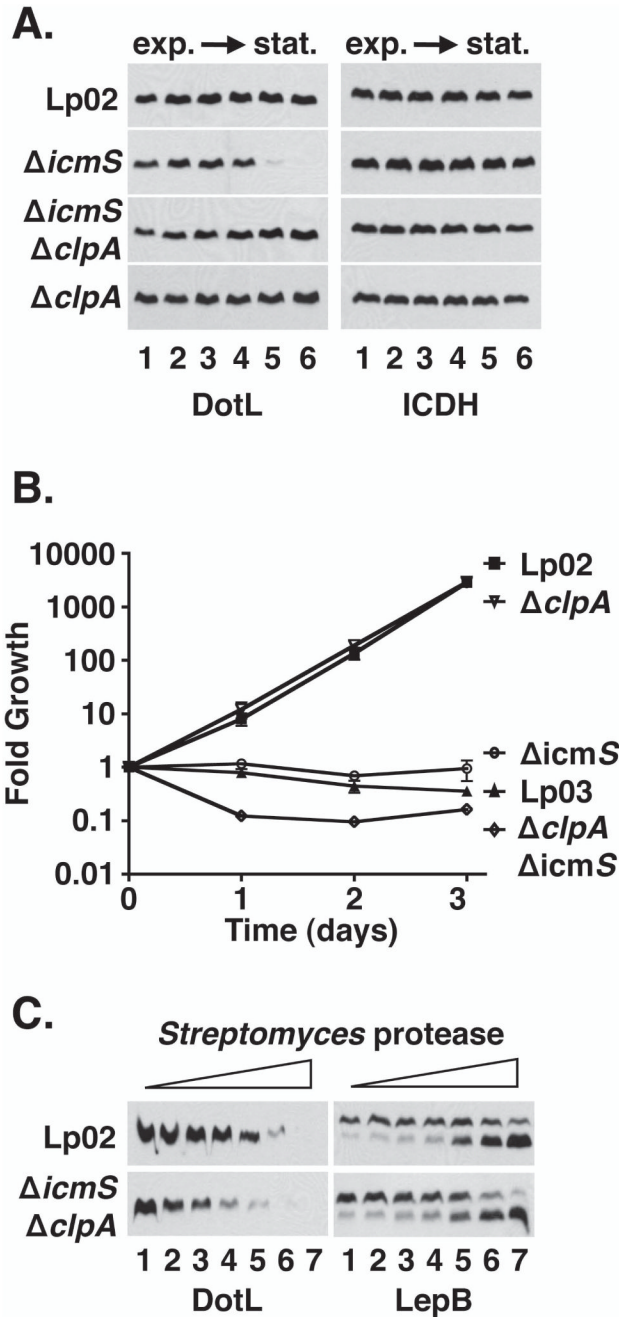 A.
exp. → stat. exp. → stat.
Lp02
ΔicmS
ΔicmS
ΔclpA
ΔclpA
1 2 3 4 5 6 1 2 3 4 5 6
DotL ICDH
B.
10000
1000
100
10
1
0.1
0.01
Fold Growth
0 1 2 3
Time (days)
Lp02
ΔclpA
ΔicmS
Lp03
ΔclpA
ΔicmS
C.
Streptomyces protease
Lp02
ΔicmS
ΔclpA
1 2 3 4 5 6 7 1 2 3 4 5 6 7
DotL LepB